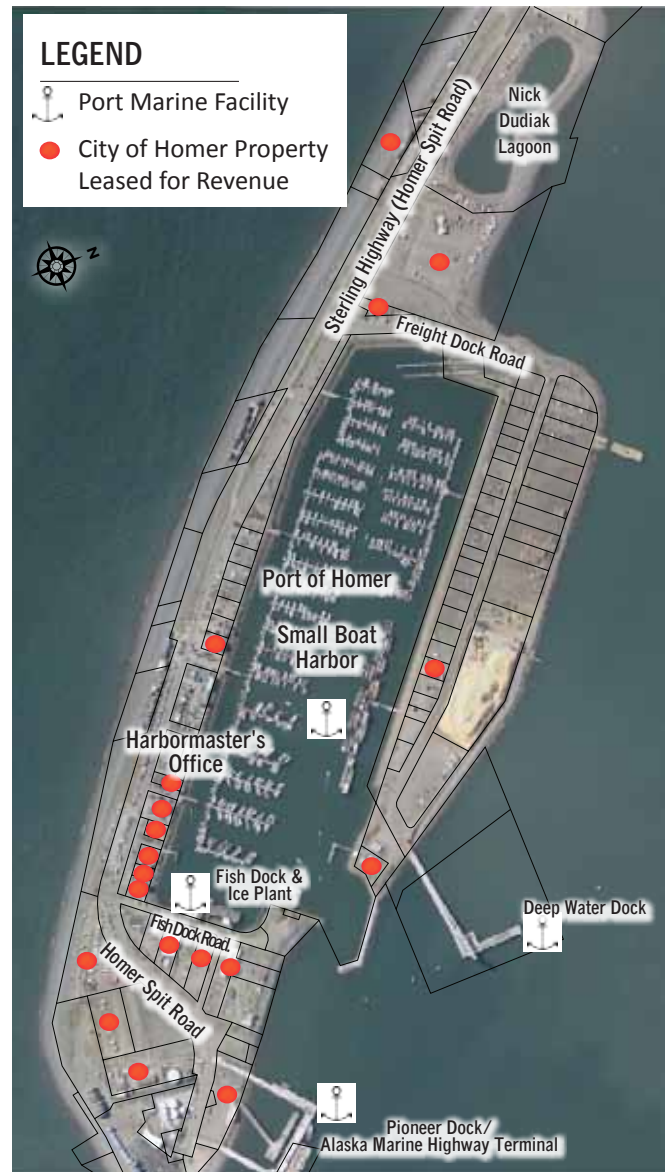 LEGEND
Port Marine Facility
City of Homer Property
Leased for Revenue
N
Nick
Dudiak
Lagoon
Sterling Highway (Homer Spit Road)
Freight Dock Road
Port of Homer
Small Boat
Harbor
Harbormaster's
Office
Fish Dock &
Ice Plant
Fish Dock Road.
Deep Water Dock
Homer Spit Road
Pioneer Dock/
Alaska Marine Highway Terminal